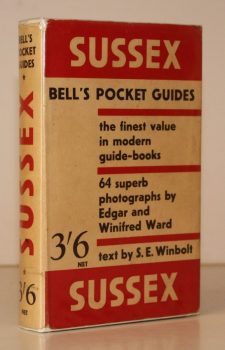 SUSSEX
BELL'S POCKET GUIDES
the finest value
in modern
guide-books
64 superb
photographs by
Edgar and
Winifred Ward
3'6
NET
text by S. E. Winbolt
SUSSEX
BELL'S
POCKET
GUIDES
SUSSEX
3'6
NET